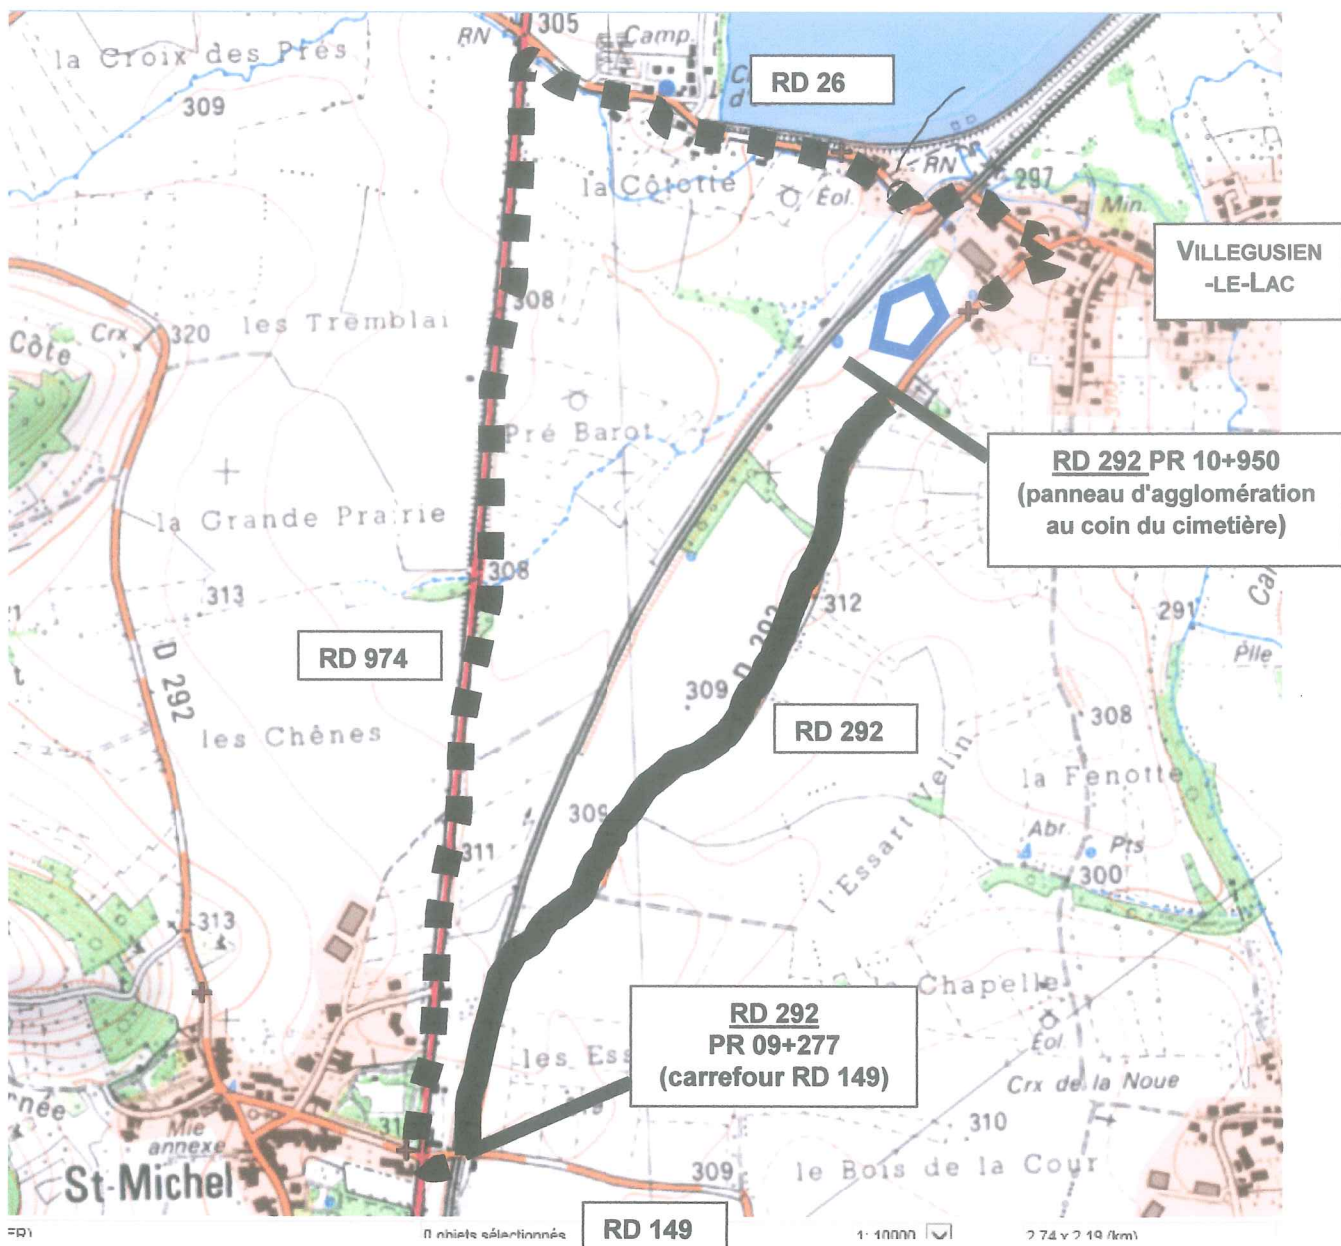 305
RN
Camp.
la Croix des Prés
309
RD 26
la Côtotte
Éol.
RN
297
Min.
VILLEGUSIEN
-LE-LAC
308
les Tremblai
Crx
320
Côte
Pré Barot
RD 292 PR 10+950
(panneau d'agglomération
au coin du cimetière)
la Grande Prairie
308
313
312
291
D 292
RD 974
Pile
309
RD 292
308
les Chênes
la Fenotte
l'Essart Velin
309
Abr.
Pts
311
300
313
Chapelle
RD 292
PR 09+277
(carrefour RD 149)
les Ess
Éol.
Crx de la Noue
née
Mie
annexe
310
309
le Bois de la Cour
St-Michel
RD 149
0 objets sélectionnés
1: 10000
2.74 x 2.19 (km)